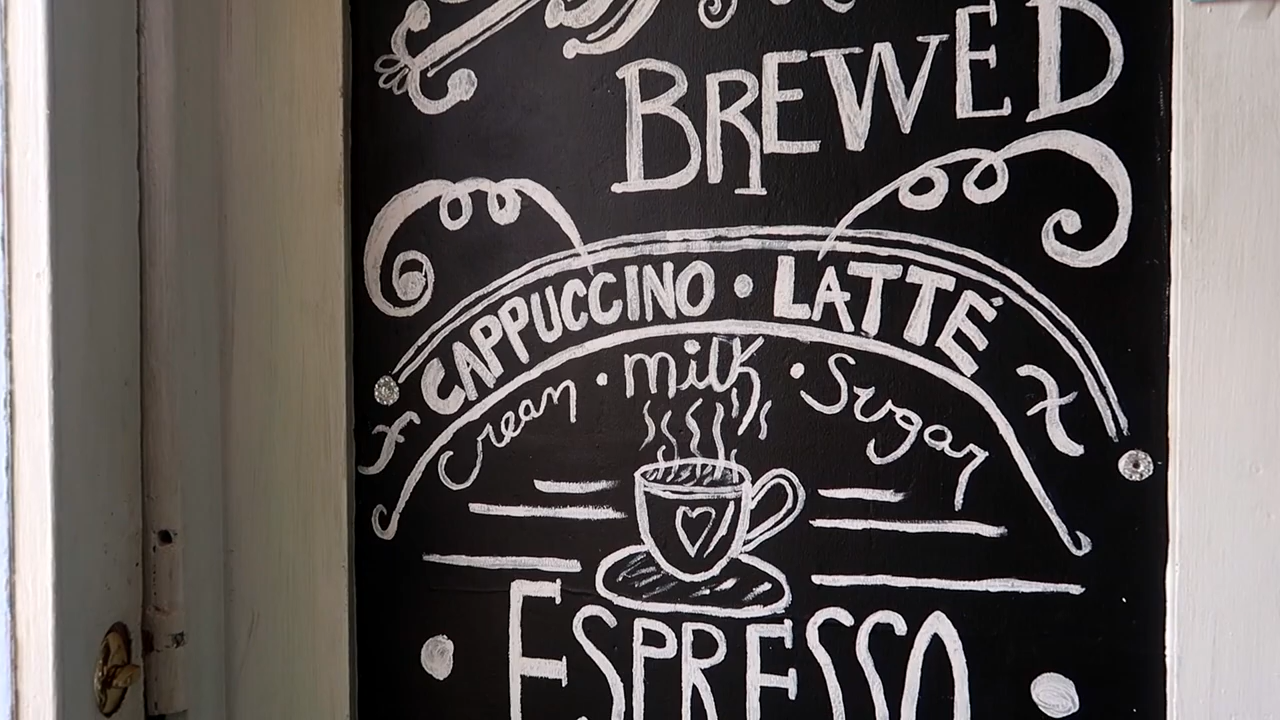 BREWED
CAPPUCCINO • LATTÉ
cream • milk • Sugar
ESPRESSO